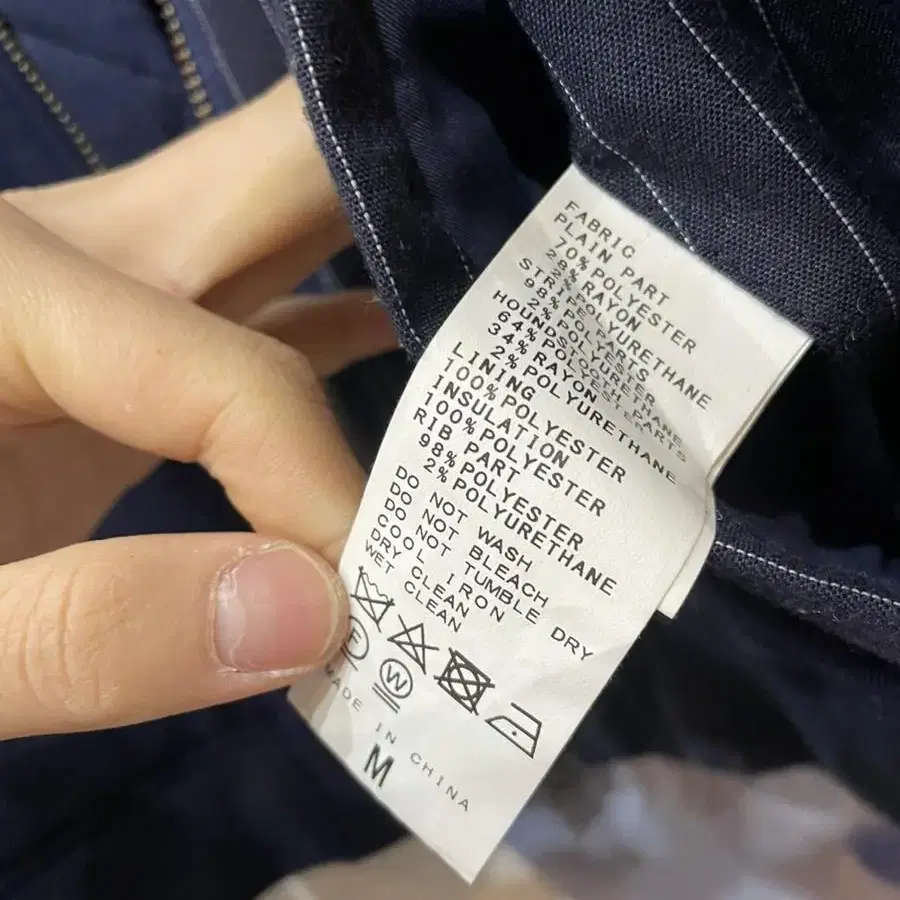 FABRIC
PLAIN PART
70%POLYESTER
28%RAYON
2%POLYURETHANE
STRIPE PARTS
98%POLYESTER
2%POLYURETHANE
HOUNDSTOOTH PARTS
64%POLYESTER
34%RAYON
2%POLYURETHANE
LINING
100%POLYESTER
INSULATION
100%POLYESTER
RIB PART
98%POLYESTER
2%POLYURETHANE
DO NOT WASH
DO NOT BLEACH
DO NOT TUMBLE DRY
COOL IRON
DRY CLEAN
WET CLEAN
F W
MADE IN CHINA
M